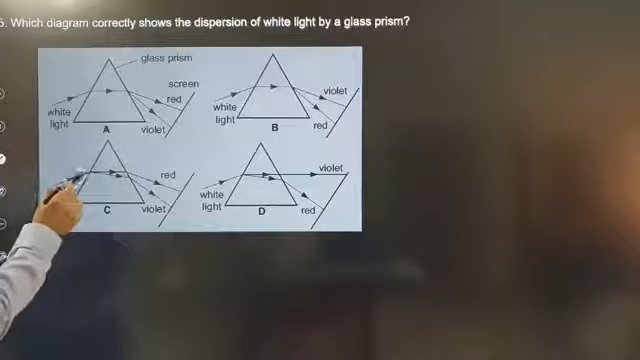 5. Which diagram correctly shows the dispersion of white light by a glass prism?
glass prism
screen
red
white
light
violet
A
violet
white
light
red
B
red
violet
C
violet
white
light
red
D